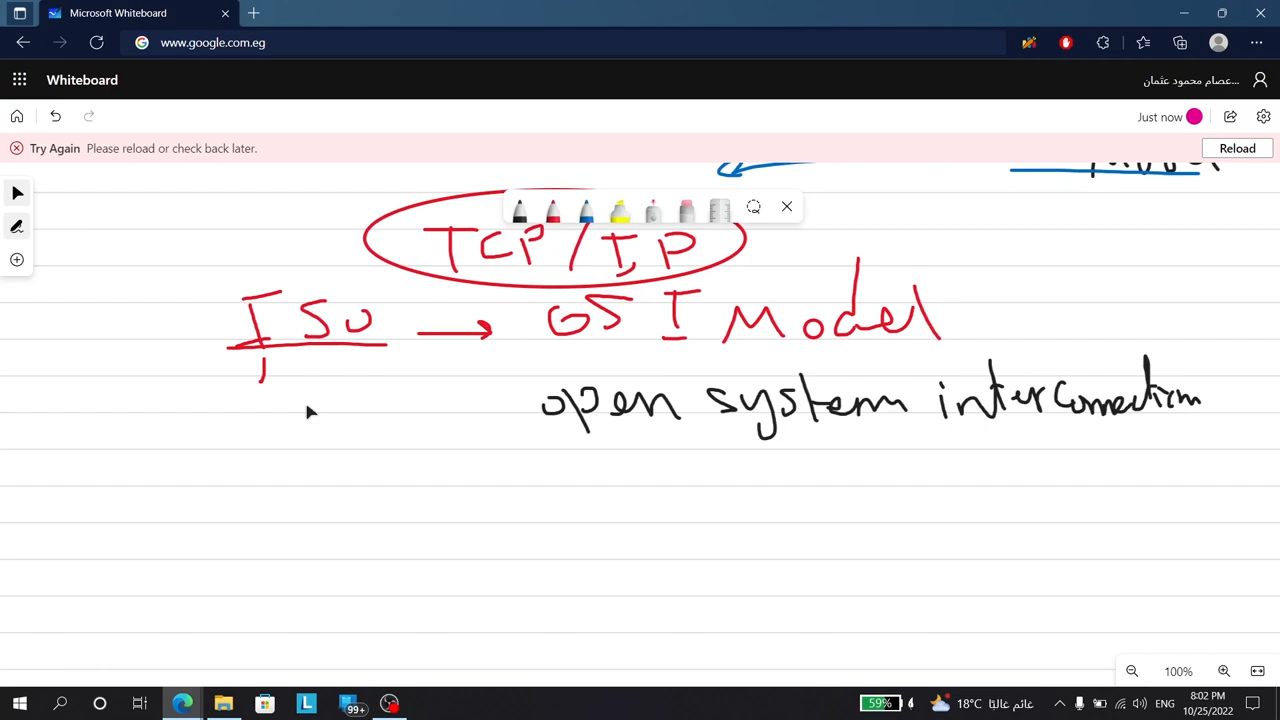 Microsoft Whiteboard
www.google.com.eg
Whiteboard
عصام محمود عثمان...
Just now
Try Again Please reload or check back later.
Reload
TCP/IP
ISO → OSI Model
open system interconnection
100%
99+
59%
18°C غائم غالبًا
ENG
8:02 PM
10/25/2022